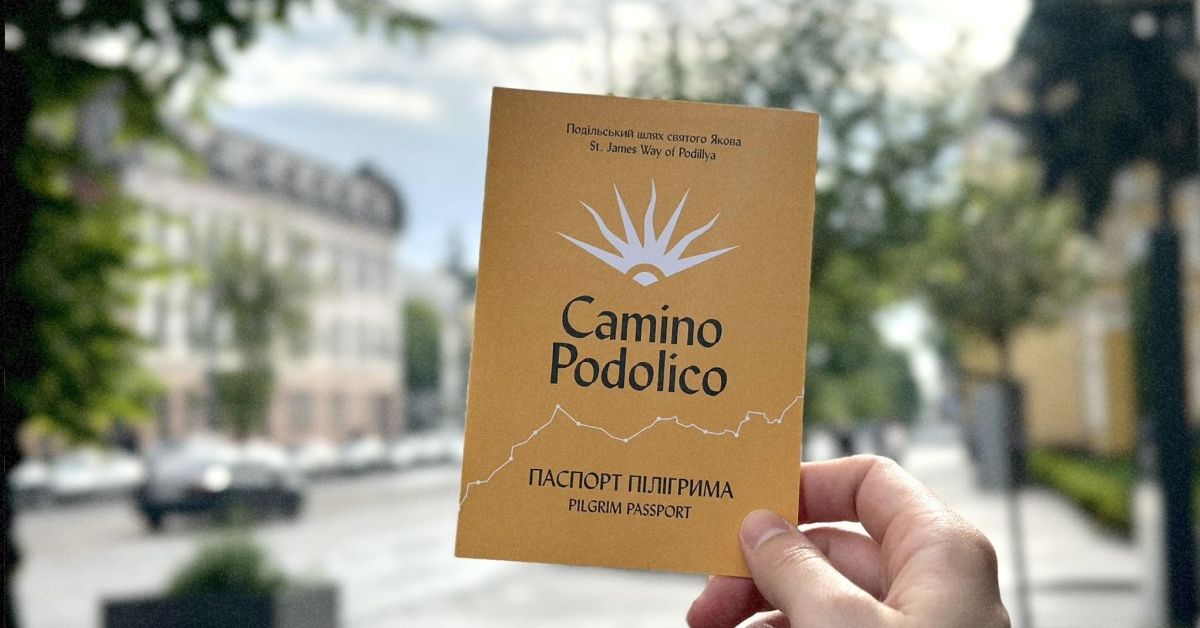 Подільський шлях святого Якова
St. James Way of Podillya
Camino
Podolico
ПАСПОРТ ПІЛІГРИМА
PILGRIM PASSPORT